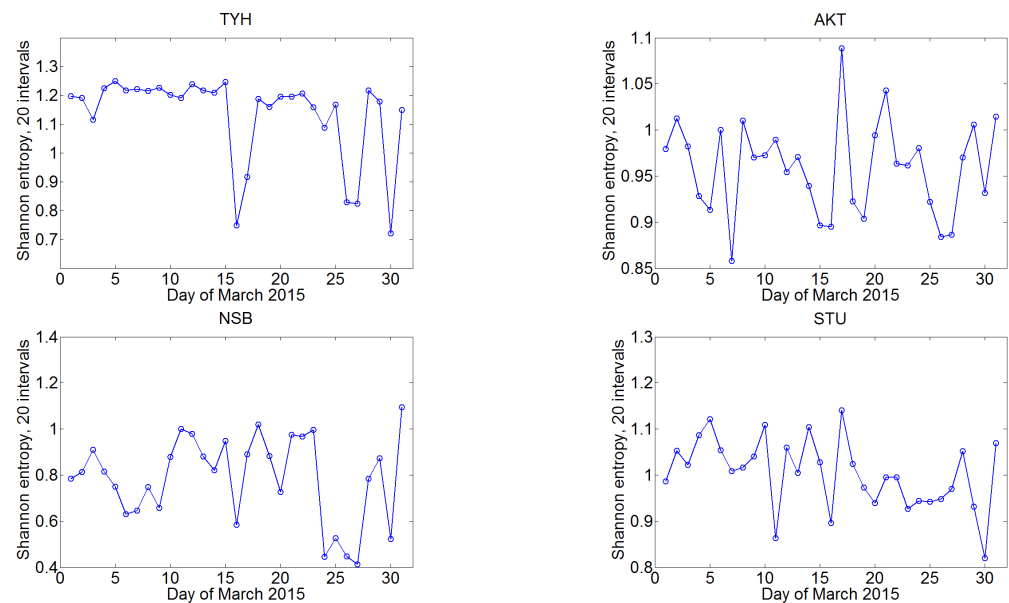 TYH
Shannon entropy, 20 intervals
1.3
1.2
1.1
1
0.9
0.8
0.7
0 5 10 15 20 25 30
Day of March 2015
AKT
Shannon entropy, 20 intervals
1.1
1.05
1
0.95
0.9
0.85
0 5 10 15 20 25 30
Day of March 2015
NSB
Shannon entropy, 20 intervals
1.4
1.2
1
0.8
0.6
0.4
0 5 10 15 20 25 30
Day of March 2015
STU
Shannon entropy, 20 intervals
1.3
1.2
1.1
1
0.9
0.8
0 5 10 15 20 25 30
Day of March 2015